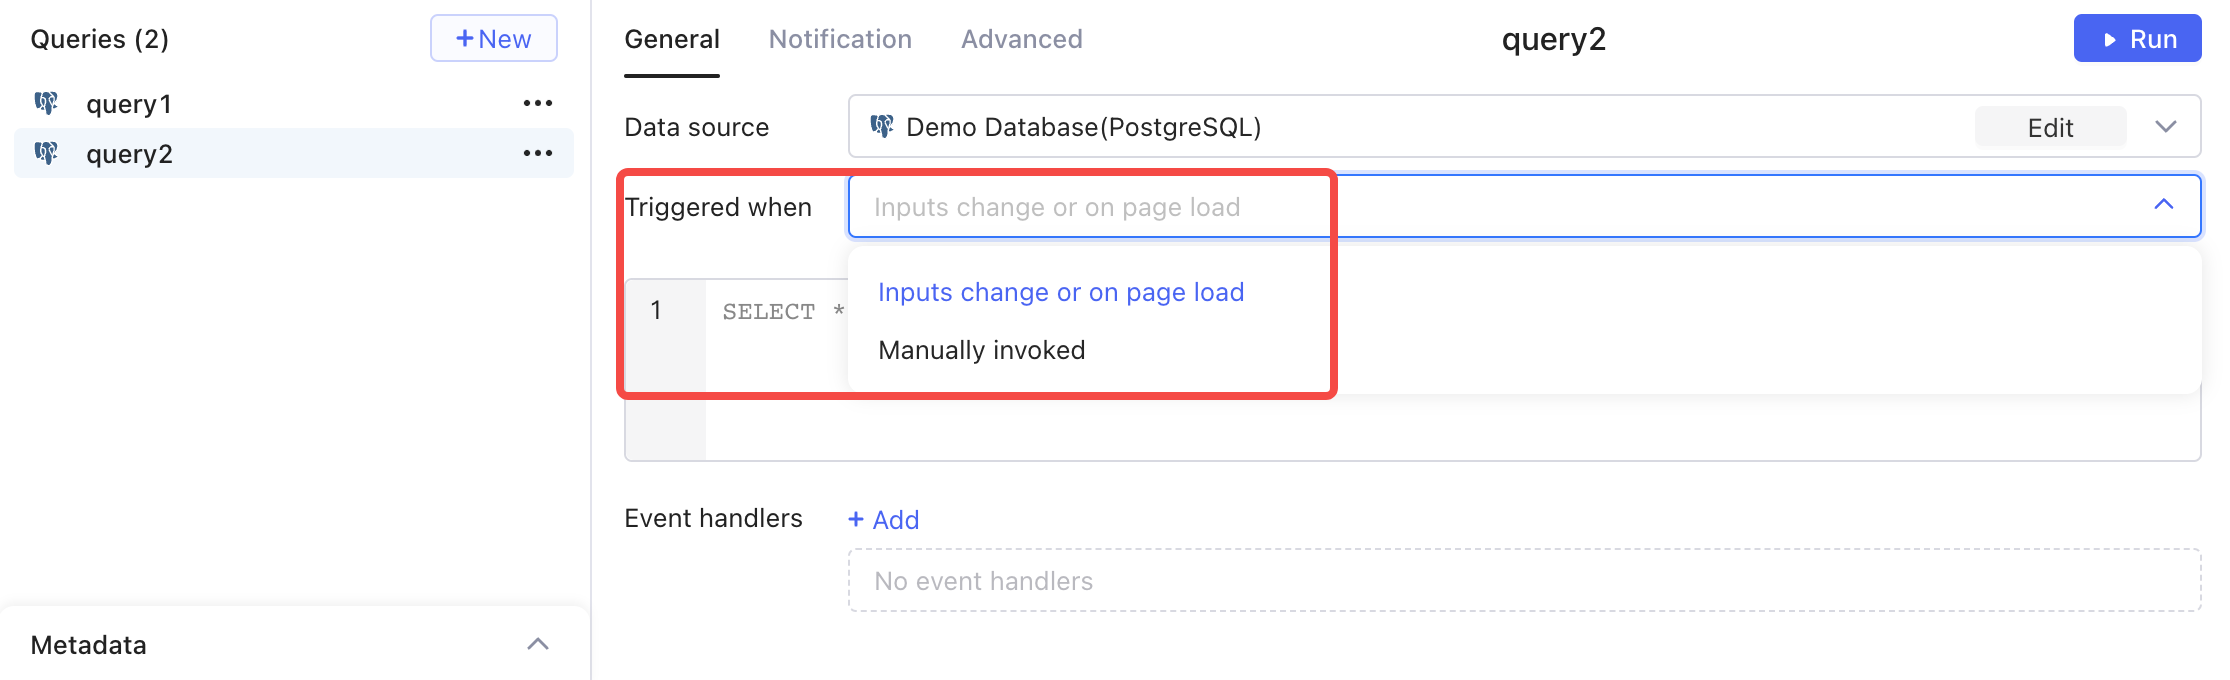 Queries (2)
+ New
query1
query2
Metadata
General Notification Advanced
query2
Run
Data source
Demo Database(PostgreSQL)
Edit
Triggered when
Inputs change or on page load
Inputs change or on page load
Manually invoked
1
SELECT *
Event handlers
+ Add
No event handlers